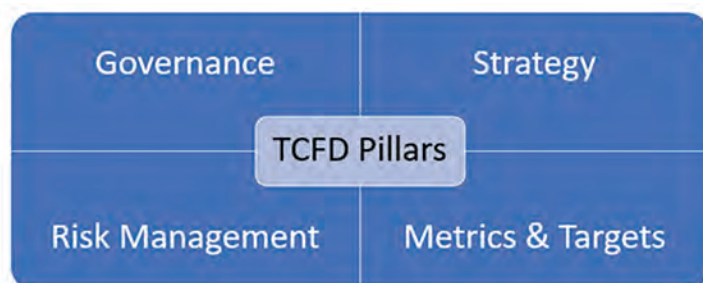 Governance
Strategy
TCFD Pillars
Risk Management
Metrics & Targets